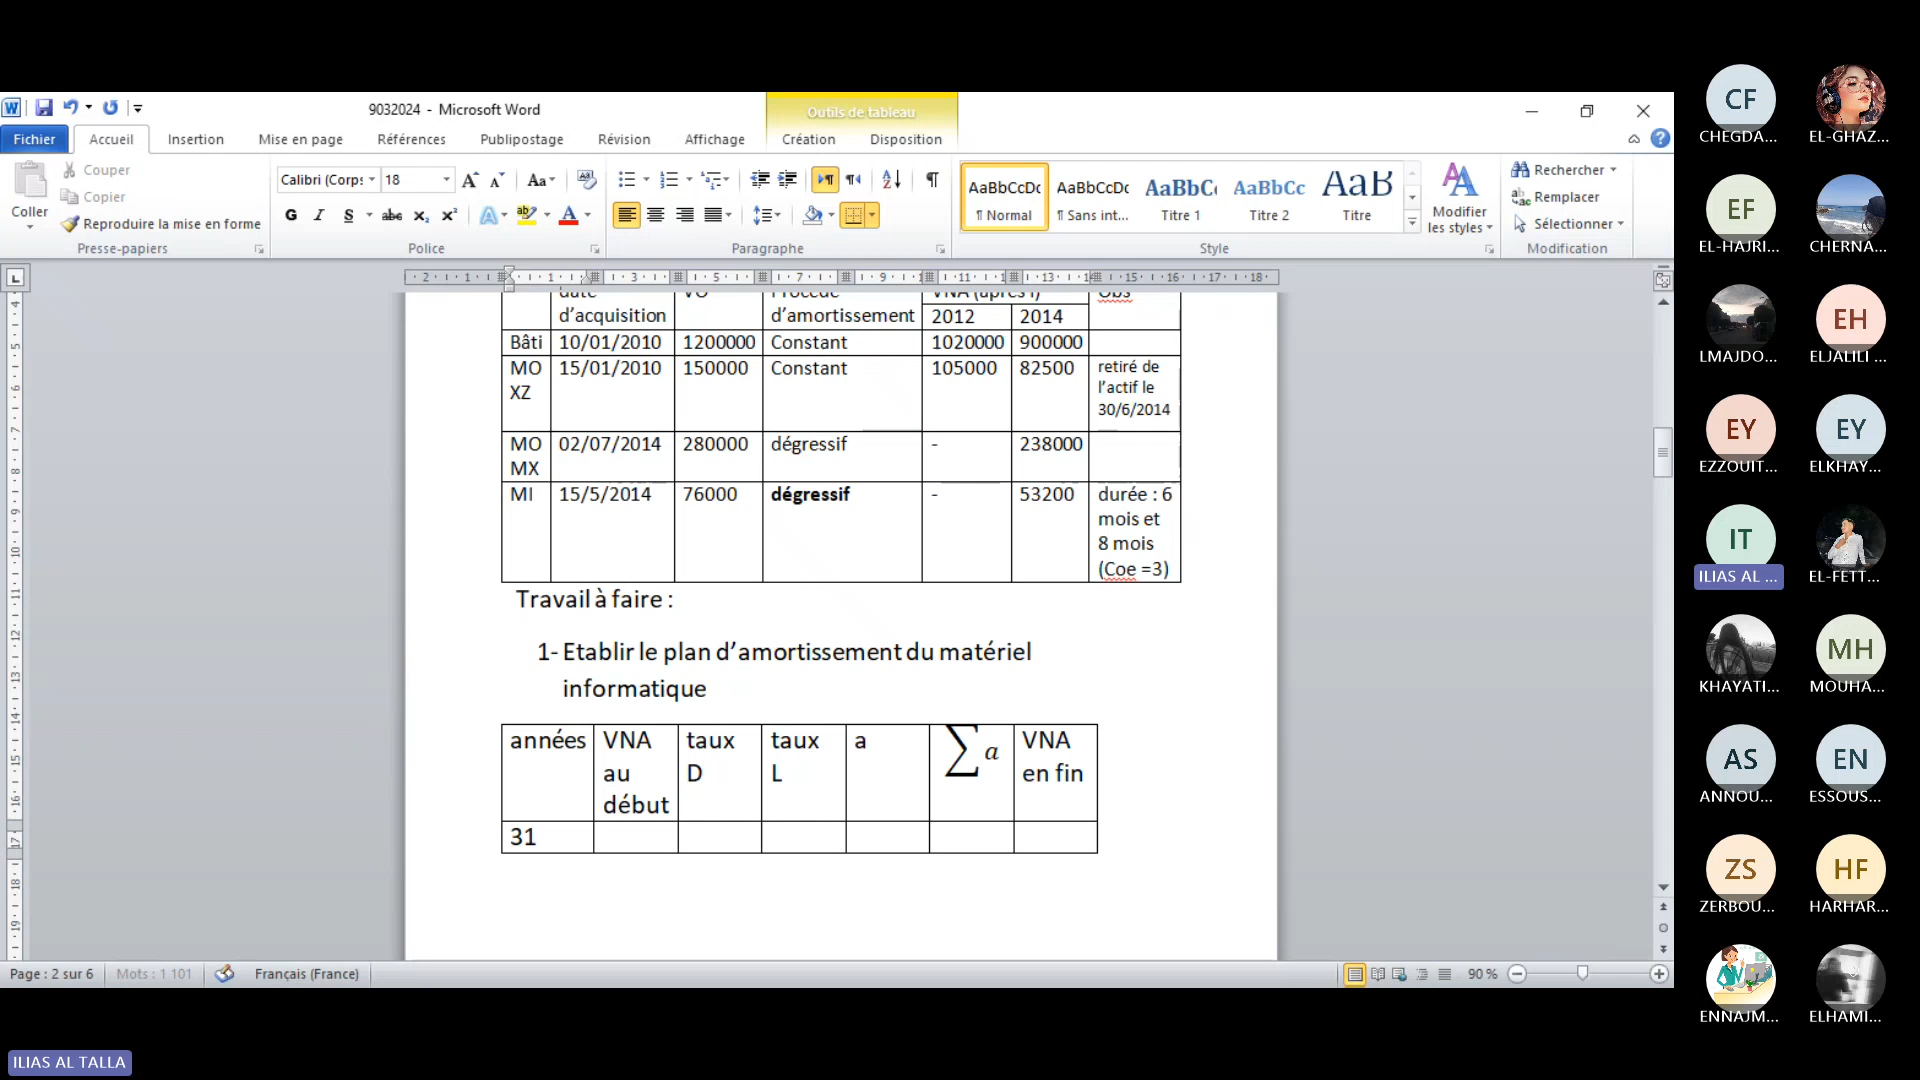 9032024 - Microsoft Word
Outils de tableau
Fichier Accueil Insertion Mise en page Références Publipostage Révision Affichage Création Disposition
Coller
Couper
Copier
Reproduire la mise en forme
Presse-papiers
Calibri (Corps 18
G I S abc x₂ x²
Police
Paragraphe
AaBbCcDc AaBbCcDc AaBbC AaBbCc AaB
¶ Normal ¶ Sans int... Titre 1 Titre 2 Titre
Style
Modifier
les styles
Rechercher
Remplacer
Sélectionner
Modification
date VO Procédé VNA (après i) Obs
d'acquisition d'amortissement 2012 2014
Bâti 10/01/2010 1200000 Constant 1020000 900000
MO 15/01/2010 150000 Constant 105000 82500 retiré de
XZ l'actif le
30/6/2014
MO 02/07/2014 280000 dégressif - 238000
MX
MI 15/5/2014 76000 dégressif - 53200 durée : 6
mois et
8 mois
(Coe =3)
Travail à faire :
1- Etablir le plan d'amortissement du matériel
informatique
années VNA taux taux a ∑a VNA
au D L en fin
début
31
Page : 2 sur 6 Mots : 1 101 Français (France) 90 %
CF EL-GHAZ...
CHEGDA...
EF
EL-HAJRI... CHERNA...
EH
LMAJDO... ELJALILI ...
EY EY
EZZOUIT... ELKHAY...
IT
ILIAS AL ... EL-FETT...
MH
KHAYATI... MOUHA...
AS EN
ANNOU... ESSOUS...
ZS HF
ZERBOU... HARHAR...
ENNAJM... ELHAMI...
ILIAS AL TALLA